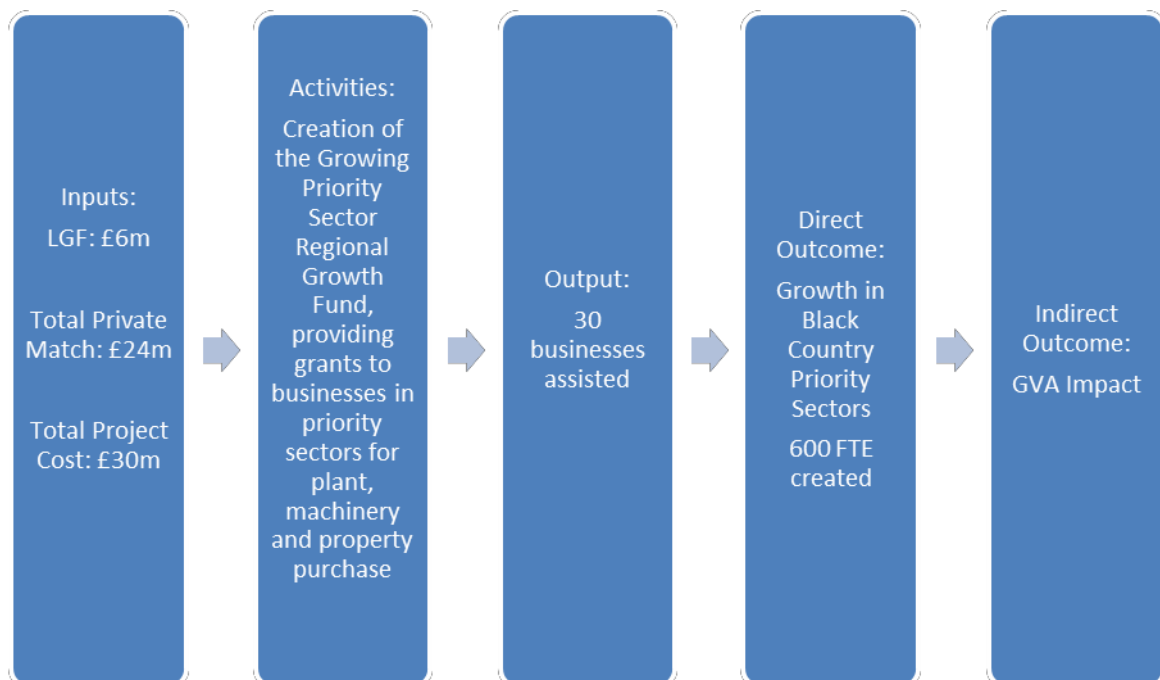 Inputs:
LGF: £6m
Total Private
Match: £24m
Total Project
Cost: £30m
Activities:
Creation of
the Growing
Priority
Sector
Regional
Growth
Fund,
providing
grants to
businesses in
priority
sectors for
plant,
machinery
and property
purchase
Output:
30
businesses
assisted
Direct
Outcome:
Growth in
Black
Country
Priority
Sectors
600 FTE
created
Indirect
Outcome:
GVA Impact